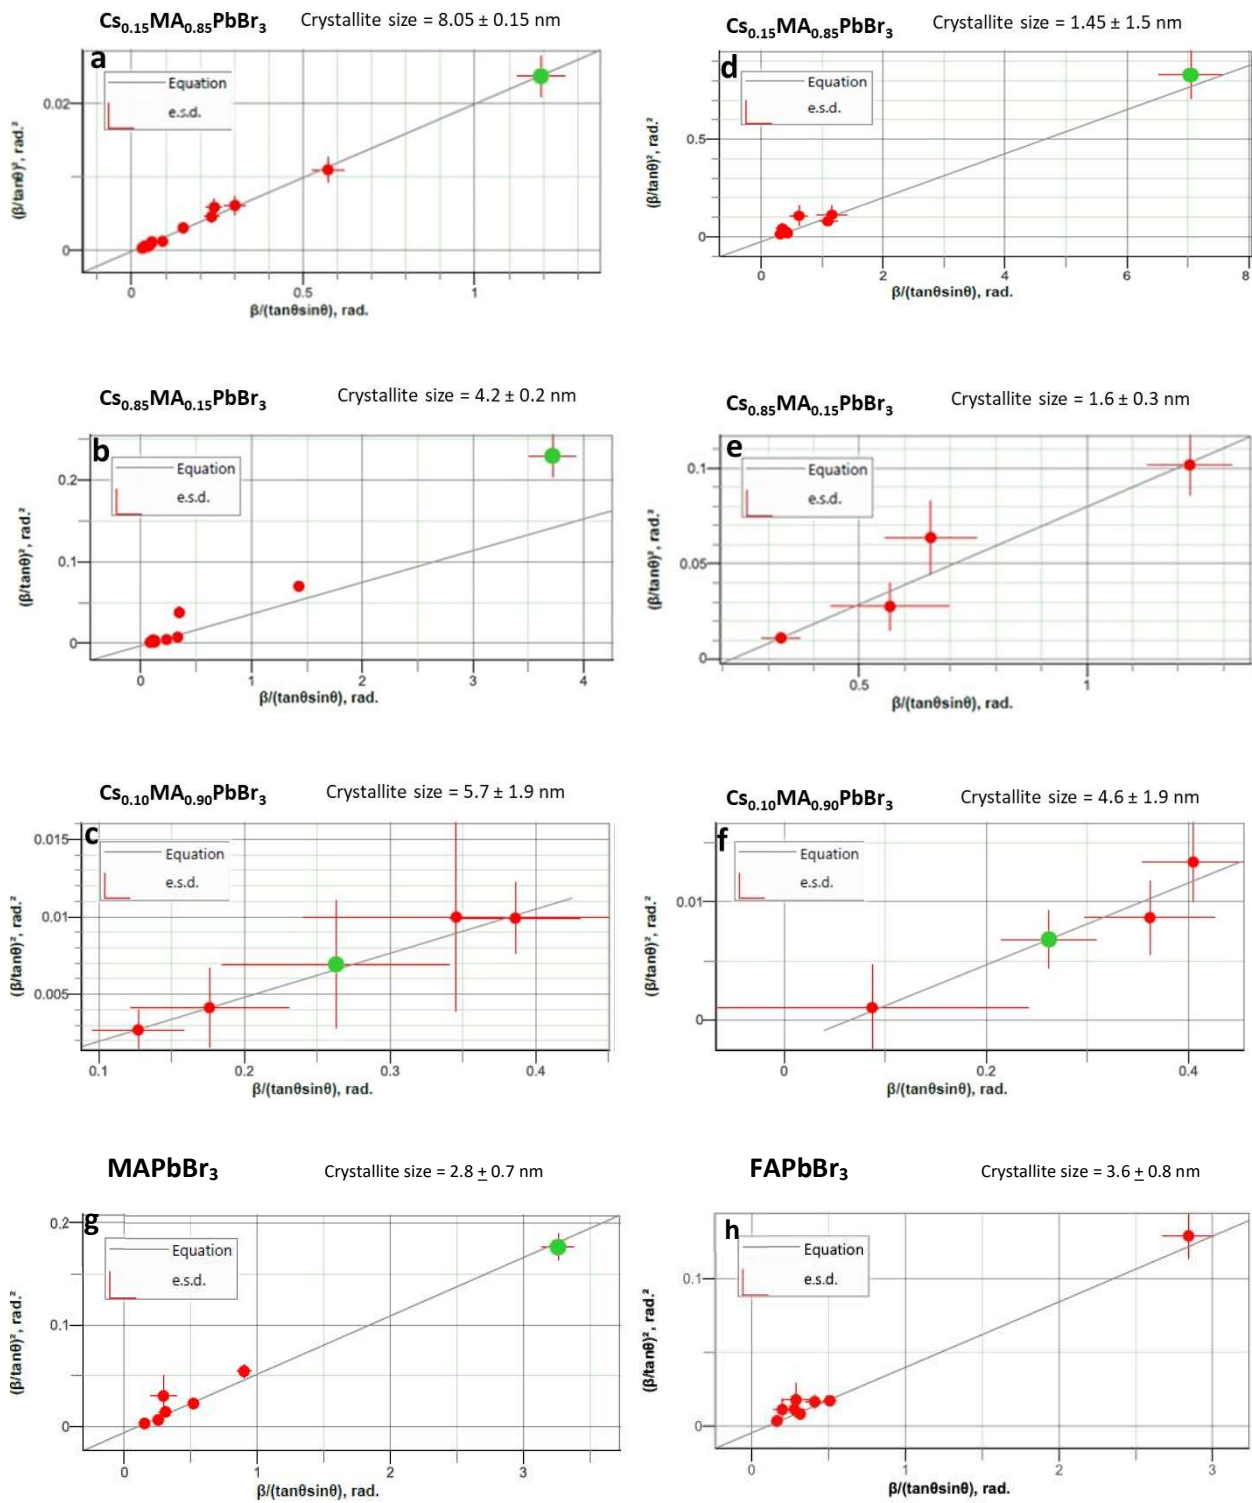 Cs₀.₁₅MA₀.₈₅PbBr₃ Crystallite size = 8.05 ± 0.15 nm
a
Equation
e.s.d.
0.02
0
0 0.5 1
(β/tanθ)², rad.²
β/(tanθsinθ), rad.
Cs₀.₁₅MA₀.₈₅PbBr₃ Crystallite size = 1.45 ± 1.5 nm
d
Equation
e.s.d.
0.5
0
0 2 4 6 8
(β/tanθ)², rad.²
β/(tanθsinθ), rad.
Cs₀.₈₅MA₀.₁₅PbBr₃ Crystallite size = 4.2 ± 0.2 nm
b
Equation
e.s.d.
0.2
0.1
0
0 1 2 3 4
(β/tanθ)², rad.²
β/(tanθsinθ), rad.
Cs₀.₈₅MA₀.₁₅PbBr₃ Crystallite size = 1.6 ± 0.3 nm
e
Equation
e.s.d.
0.1
0.05
0
0.5 1
(β/tanθ)², rad.²
β/(tanθsinθ), rad.
Cs₀.₁₀MA₀.₉₀PbBr₃ Crystallite size = 5.7 ± 1.9 nm
c
Equation
e.s.d.
0.015
0.01
0.005
0.1 0.2 0.3 0.4
(β/tanθ)², rad.²
β/(tanθsinθ), rad.
Cs₀.₁₀MA₀.₉₀PbBr₃ Crystallite size = 4.6 ± 1.9 nm
f
Equation
e.s.d.
0.01
0
0 0.2 0.4
(β/tanθ)², rad.²
β/(tanθsinθ), rad.
MAPbBr₃ Crystallite size = 2.8 ± 0.7 nm
g
Equation
e.s.d.
0.2
0.1
0
0 1 2 3
(β/tanθ)², rad.²
β/(tanθsinθ), rad.
FAPbBr₃ Crystallite size = 3.6 ± 0.8 nm
h
Equation
e.s.d.
0.1
0
0 1 2 3
(β/tanθ)², rad.²
β/(tanθsinθ), rad.